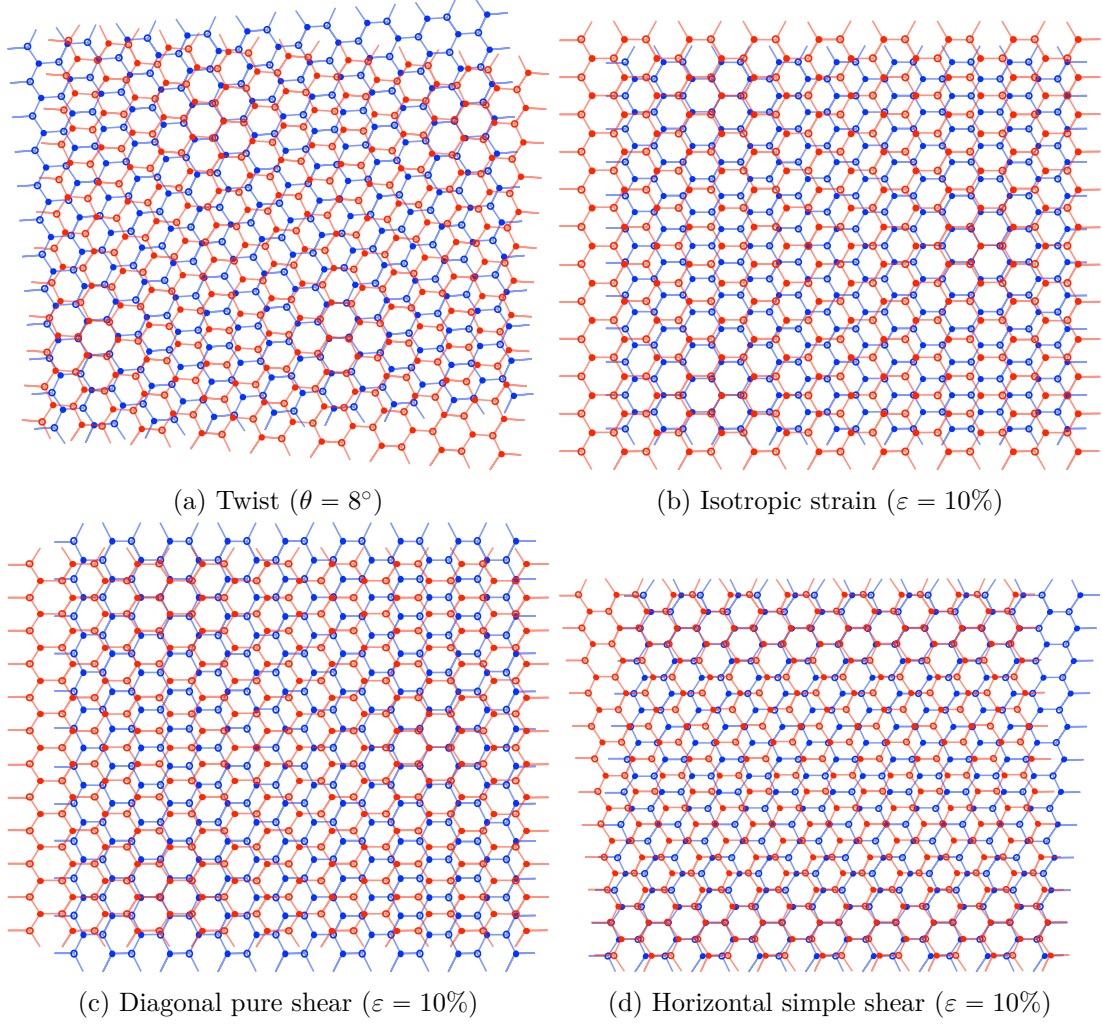 (a) Twist (θ = 8°)
(b) Isotropic strain (ε = 10%)
(c) Diagonal pure shear (ε = 10%)
(d) Horizontal simple shear (ε = 10%)